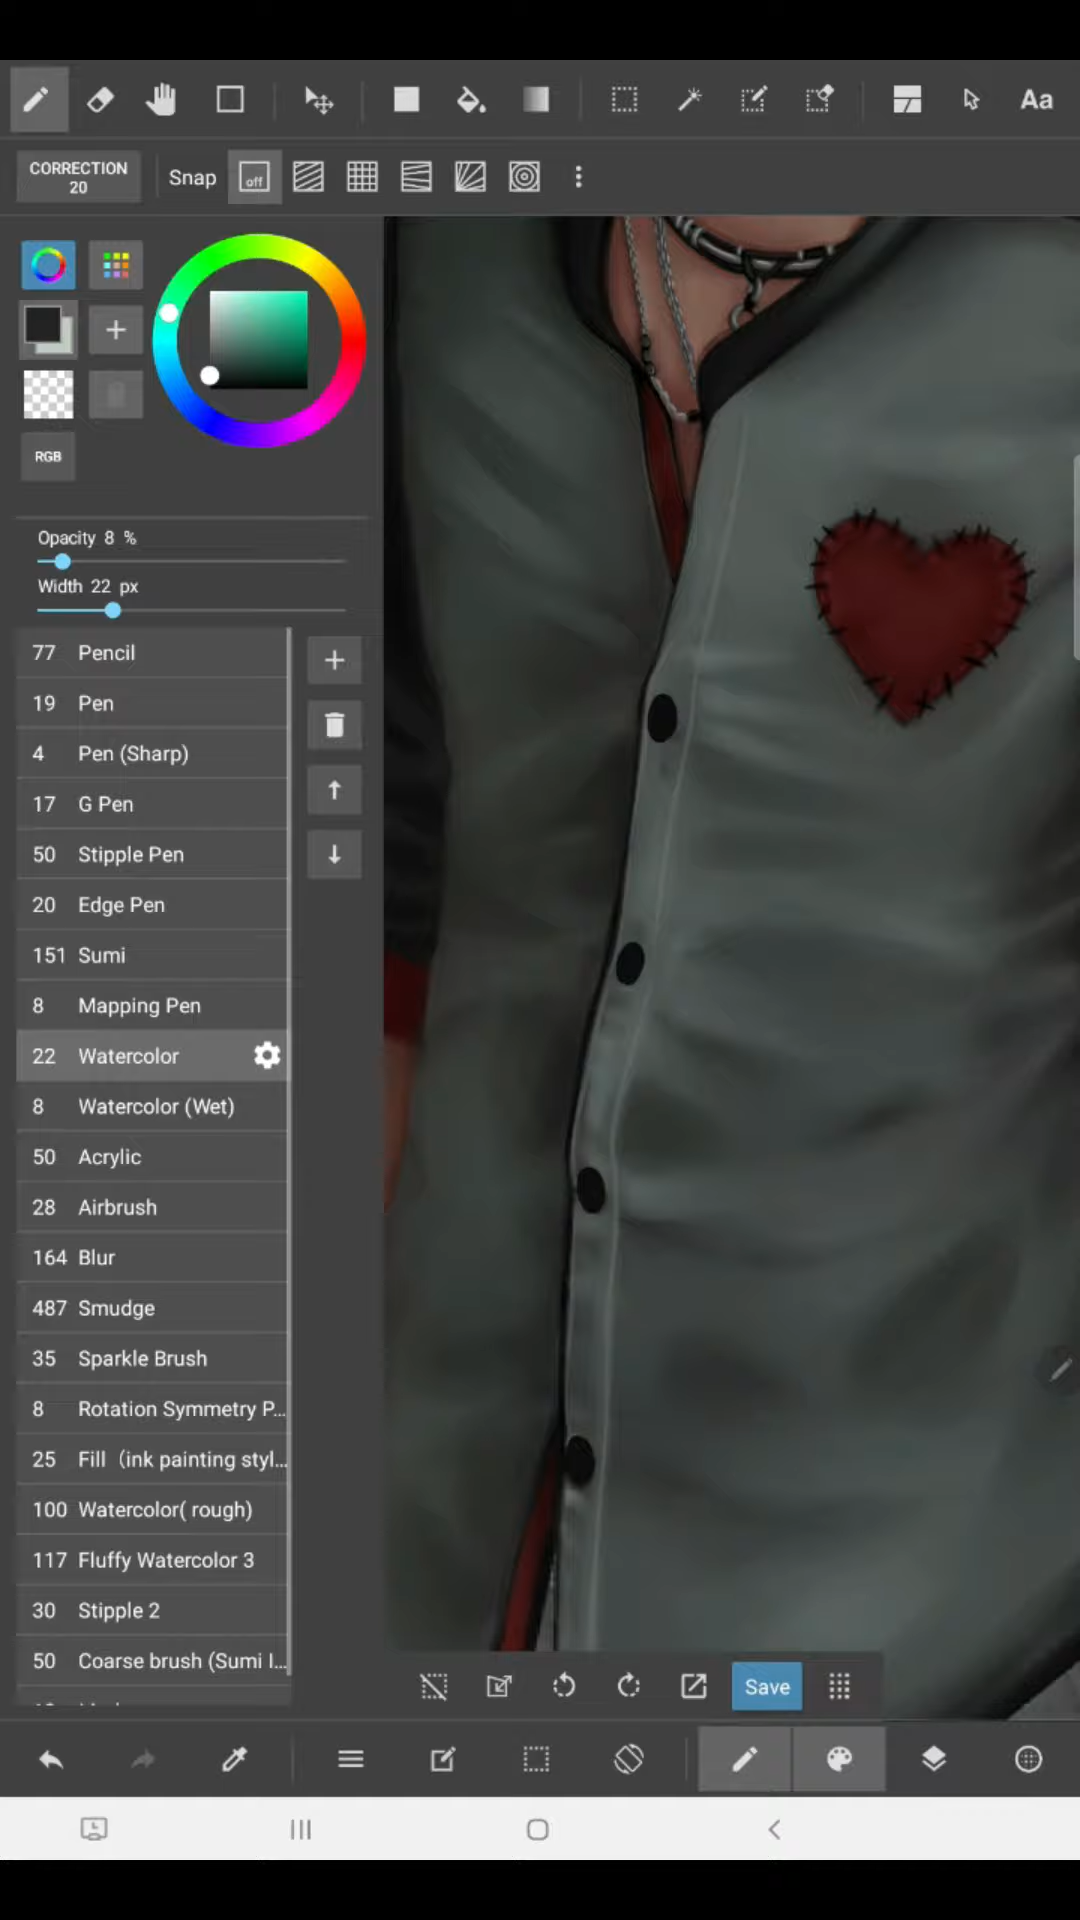 Aa
CORRECTION
20
Snap
off
RGB
Opacity 8 %
Width 22 px
77 Pencil
19 Pen
4 Pen (Sharp)
17 G Pen
50 Stipple Pen
20 Edge Pen
151 Sumi
8 Mapping Pen
22 Watercolor
8 Watercolor (Wet)
50 Acrylic
28 Airbrush
164 Blur
487 Smudge
35 Sparkle Brush
8 Rotation Symmetry P...
25 Fill（ink painting styl...
100 Watercolor( rough)
117 Fluffy Watercolor 3
30 Stipple 2
50 Coarse brush (Sumi I...
Save